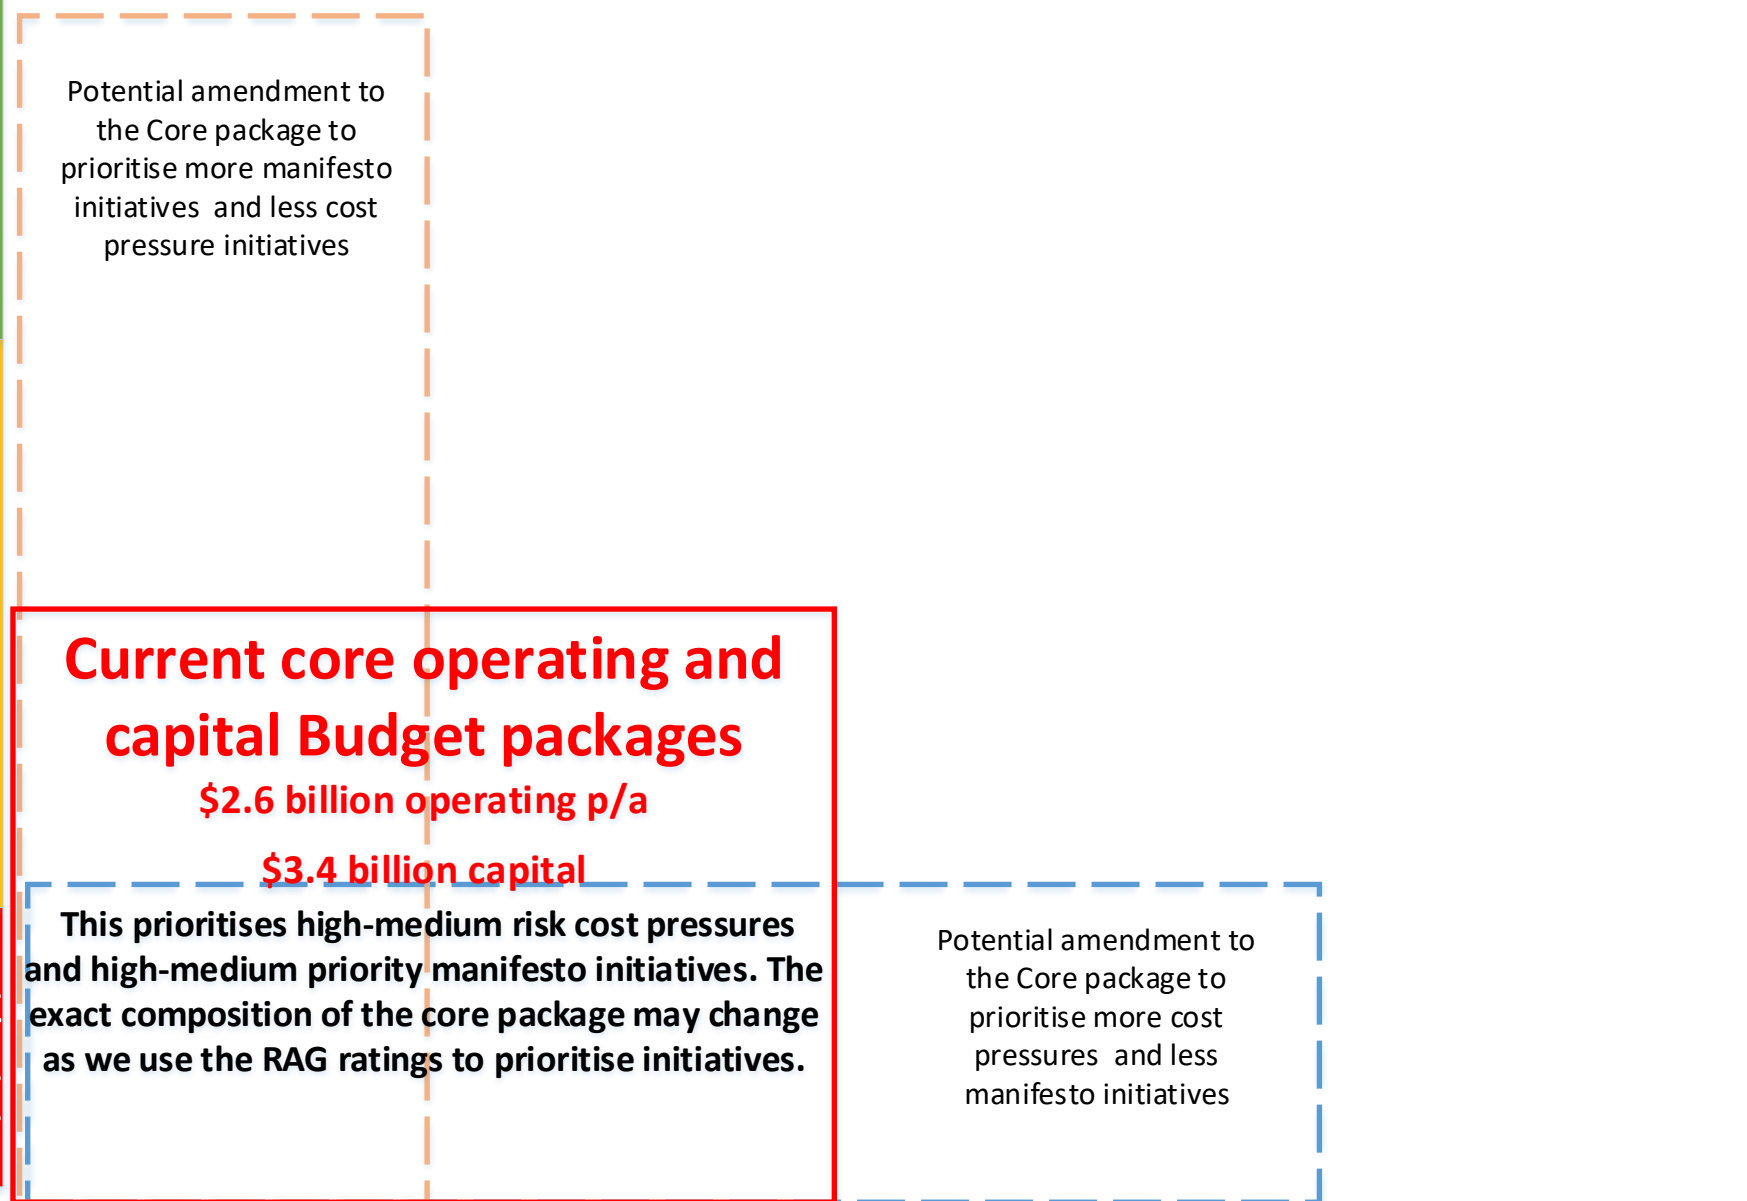 Potential amendment to
the Core package to
prioritise more manifesto
initiatives  and less cost
pressure initiatives
Current core operating and
capital Budget packages
$2.6 billion operating p/a
$3.4 billion capital
This prioritises high-medium risk cost pressures
and high-medium priority manifesto initiatives. The
exact composition of the core package may change
as we use the RAG ratings to prioritise initiatives.
Potential amendment to
the Core package to
prioritise more cost
pressures  and less
manifesto initiatives